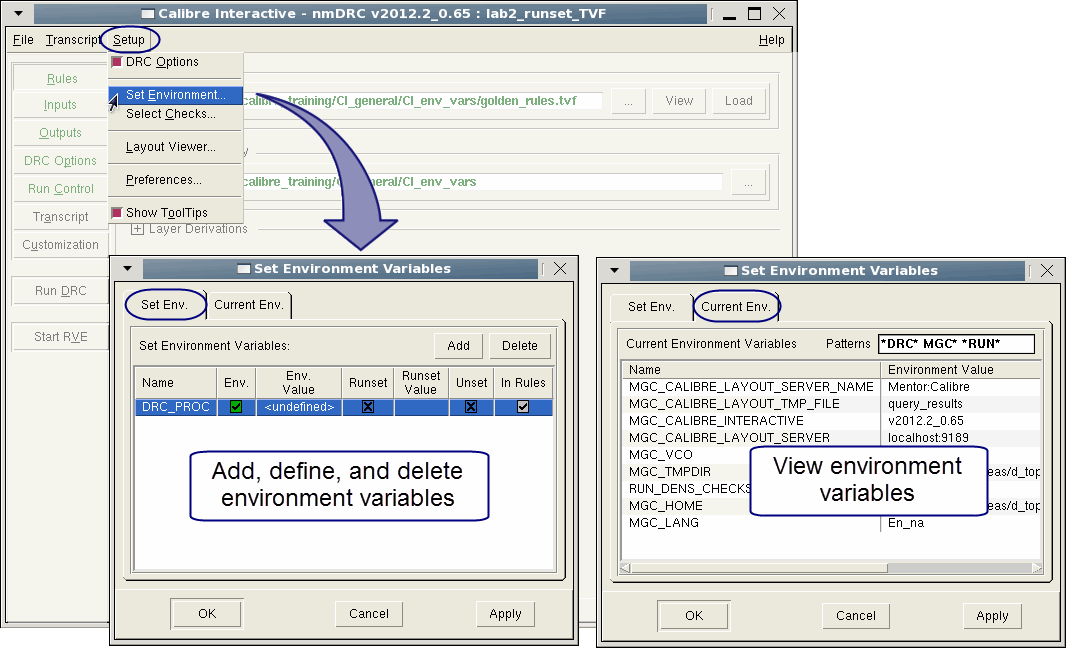 Calibre Interactive - nmDRC v2012.2_0.65 : lab2_runset_TVF
File Transcript Setup Help
DRC Options
Set Environment...
Select Checks...
Layout Viewer...
Preferences...
Show ToolTips
Rules
Inputs
Outputs
DRC Options
Run Control
Transcript
Customization
Run DRC
Start RVE
calibre_training/CI_general/CI_env_vars/golden_rules.tvf ... View Load
calibre_training/CI_general/CI_env_vars ...
Layer Derivations
Set Environment Variables
Set Env. Current Env.
Set Environment Variables: Add Delete
Name Env. Env. Value Runset Runset Value Unset In Rules
DRC_PROC <undefined>
Add, define, and delete
environment variables
OK Cancel Apply
Set Environment Variables
Set Env. Current Env.
Current Environment Variables Patterns *DRC* MGC* *RUN*
Name Environment Value
MGC_CALIBRE_LAYOUT_SERVER_NAME Mentor:Calibre
MGC_CALIBRE_LAYOUT_TMP_FILE query_results
MGC_CALIBRE_INTERACTIVE v2012.2_0.65
MGC_CALIBRE_LAYOUT_SERVER localhost:9189
MGC_VCO
MGC_TMPDIR eas/d_top
RUN_DENS_CHECKS
MGC_HOME eas/d_top
MGC_LANG En_na
View environment
variables
OK Cancel Apply